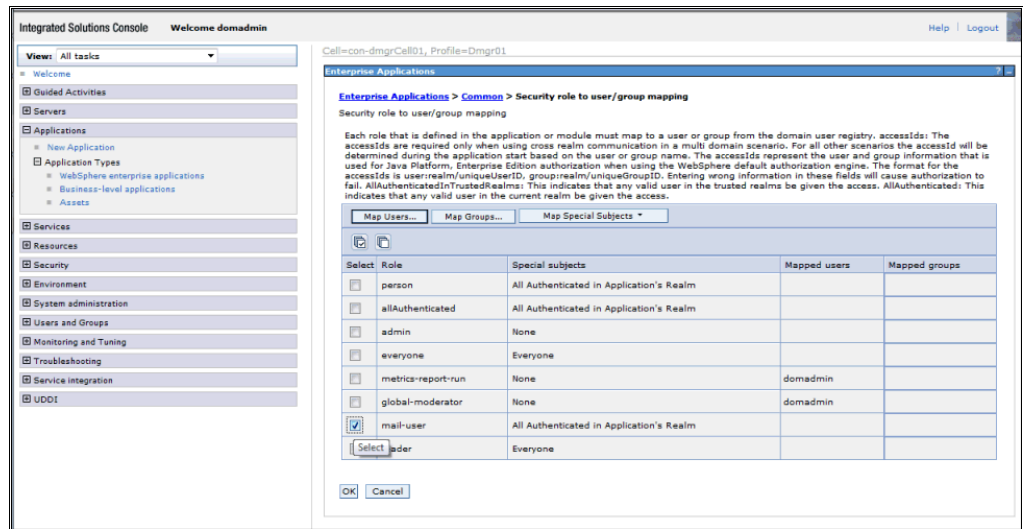 Integrated Solutions Console Welcome domadmin Help Logout
View: All tasks
Welcome
Guided Activities
Servers
Applications
New Application
Application Types
WebSphere enterprise applications
Business-level applications
Assets
Services
Resources
Security
Environment
System administration
Users and Groups
Monitoring and Tuning
Troubleshooting
Service integration
UDDI
Cell=con-dmgrCell01, Profile=Dmgr01
Enterprise Applications ? -
Enterprise Applications > Common > Security role to user/group mapping
Security role to user/group mapping
Each role that is defined in the application or module must map to a user or group from the domain user registry. accessIds: The
accessIds are required only when using cross realm communication in a multi domain scenario. For all other scenarios the accessId will be
determined during the application start based on the user or group name. The accessIds represent the user and group information that is
used for Java Platform, Enterprise Edition authorization when using the WebSphere default authorization engine. The format for the
accessIds is user:realm/uniqueUserID, group:realm/uniqueGroupID. Entering wrong information in these fields will cause authorization to
fail. AllAuthenticatedInTrustedRealms: This indicates that any valid user in the trusted realms be given the access. AllAuthenticated: This
indicates that any valid user in the current realm be given the access.
Map Users... Map Groups... Map Special Subjects
Select Role Special subjects Mapped users Mapped groups
person All Authenticated in Application's Realm
allAuthenticated All Authenticated in Application's Realm
admin None
everyone Everyone
metrics-report-run None domadmin
global-moderator None domadmin
mail-user All Authenticated in Application's Realm
Select ader Everyone
OK Cancel